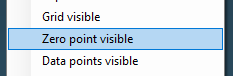 Grid visible
Zero point visible
Data points visible